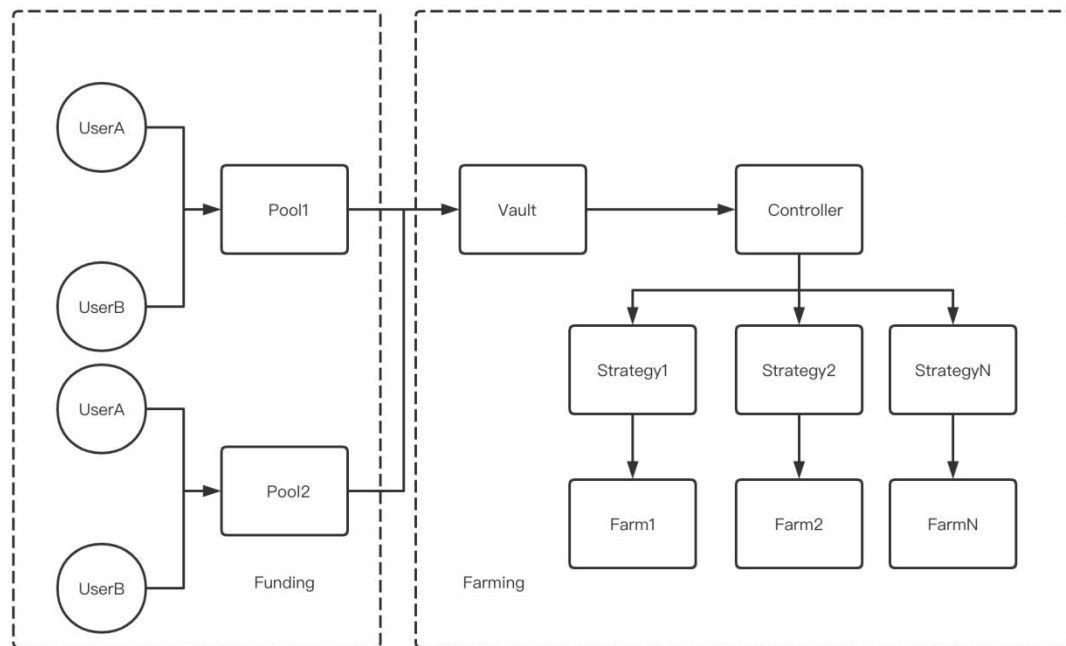 UserA
Pool1
Vault
Controller
UserB
Strategy1
Strategy2
StrategyN
UserA
Pool2
Farm1
Farm2
FarmN
UserB
Funding
Farming